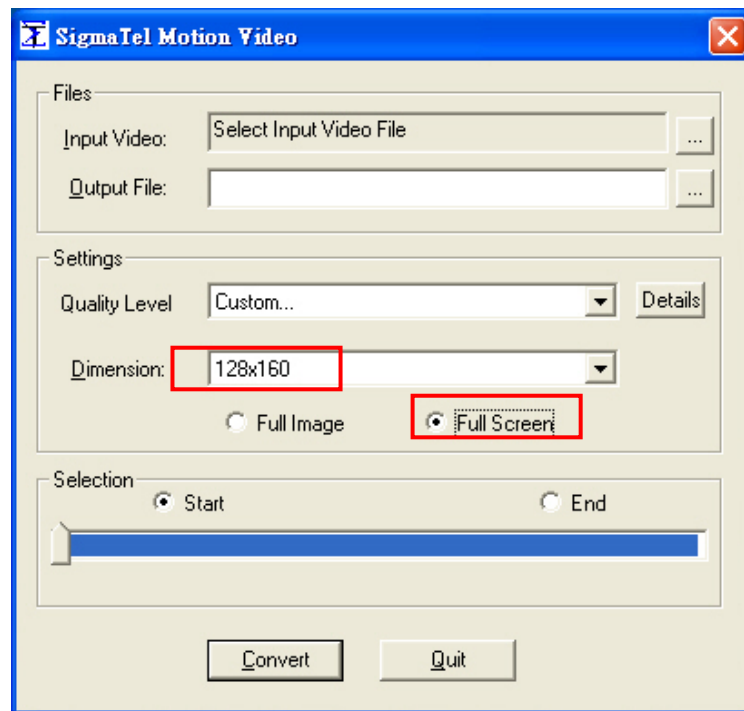 SigmaTel Motion Video
Files
Input Video:
Select Input Video File
...
Output File:
...
Settings
Quality Level
Custom...
Details
Dimension:
128x160
Full Image
Full Screen
Selection
Start
End
Convert
Quit